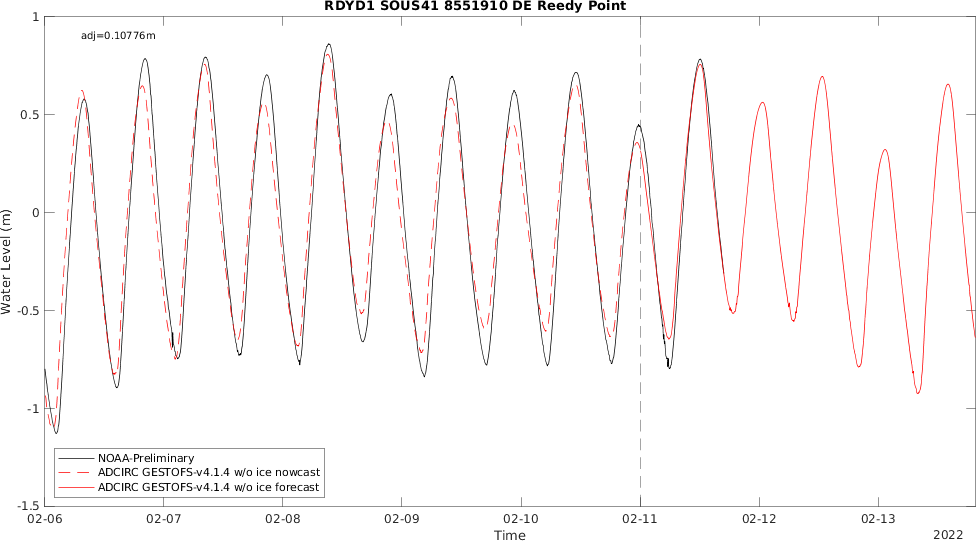 RDYD1 SOUS41 8551910 DE Reedy Point
adj=0.10776m
1
0.5
0
-0.5
-1
-1.5
Water Level (m)
NOAA-Preliminary
ADCIRC GESTOFS-v4.1.4 w/o ice nowcast
ADCIRC GESTOFS-v4.1.4 w/o ice forecast
02-06 02-07 02-08 02-09 02-10 02-11 02-12 02-13
Time
2022